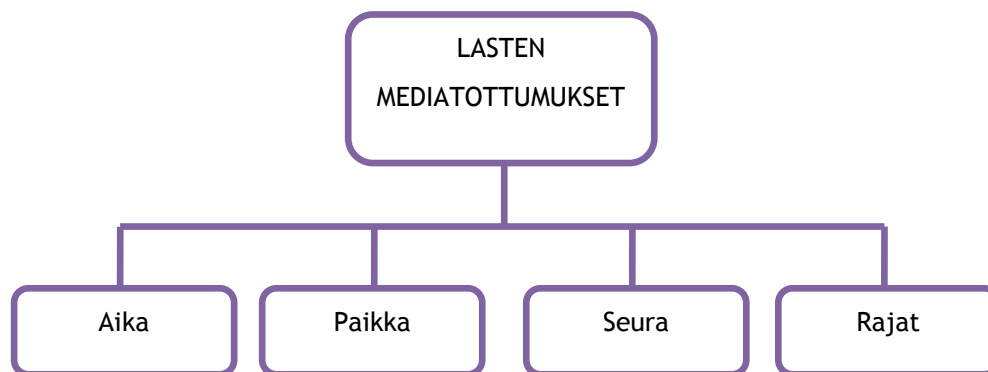 LASTEN
MEDIATOTTUMUKSET
Aika
Paikka
Seura
Rajat